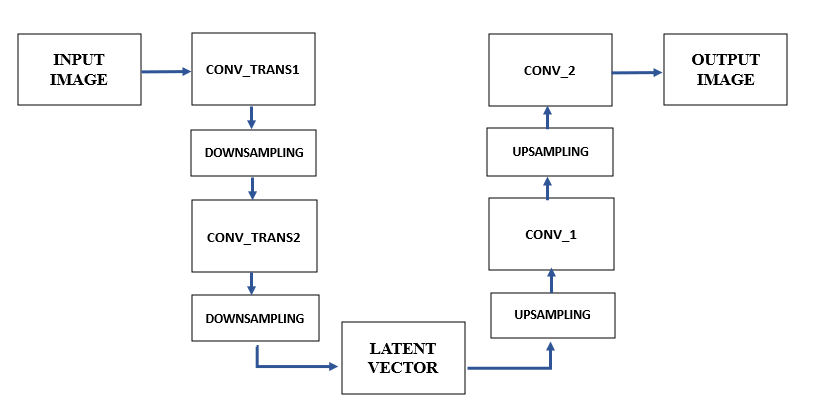 INPUT
IMAGE
CONV_TRANS1
DOWNSAMPLING
CONV_TRANS2
DOWNSAMPLING
LATENT
VECTOR
UPSAMPLING
CONV_1
UPSAMPLING
CONV_2
OUTPUT
IMAGE